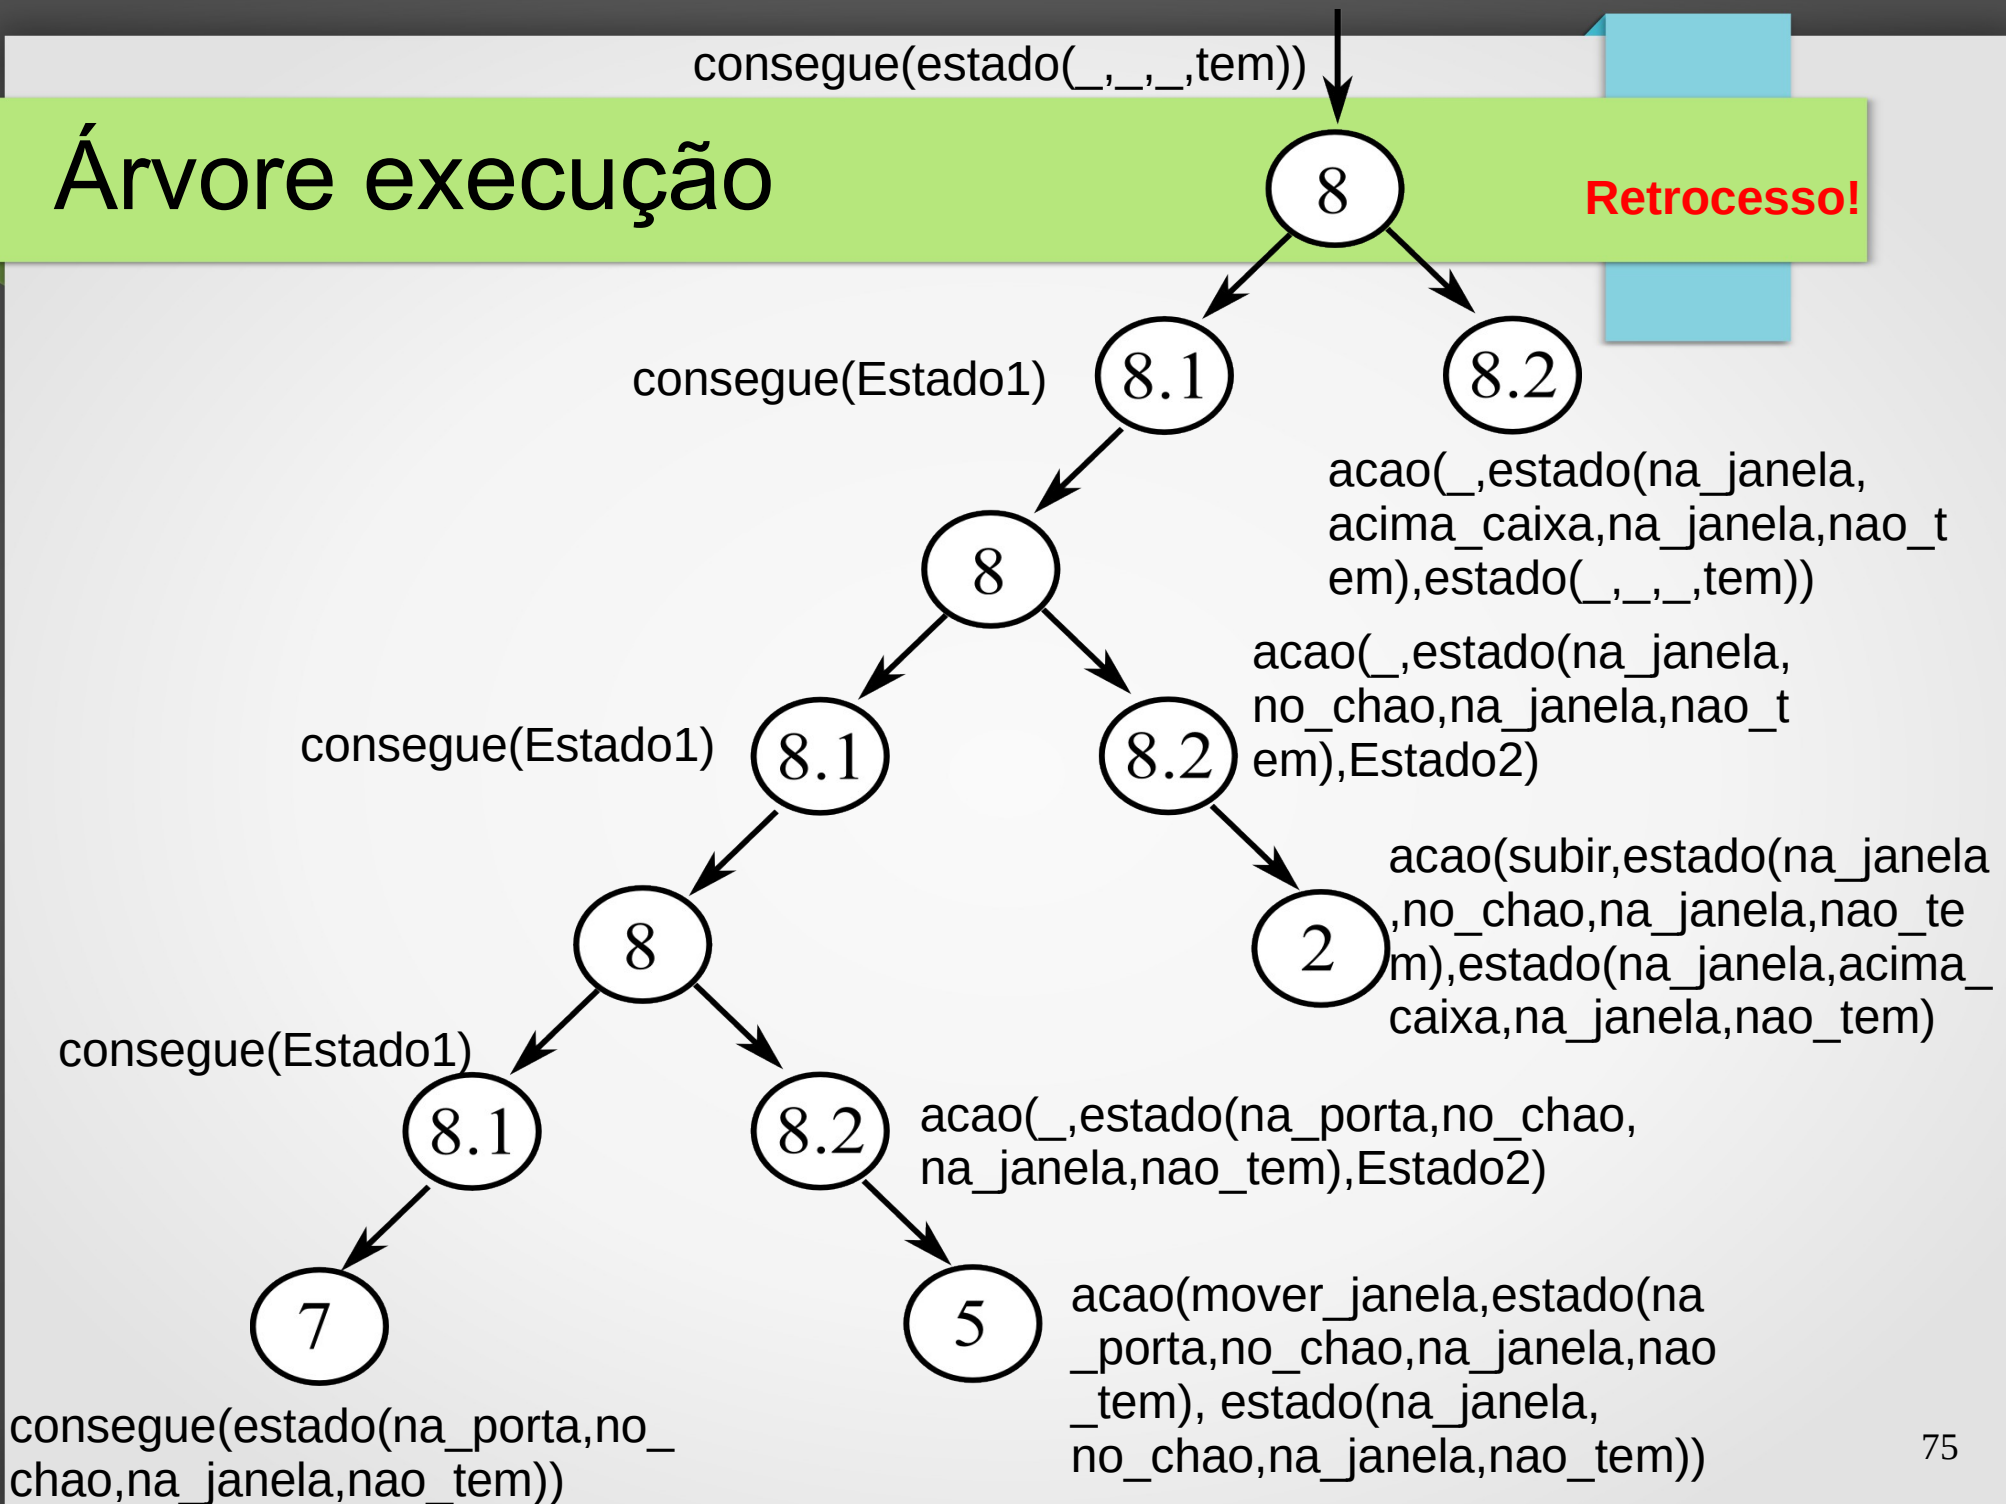 consegue(estado(_,_,_,tem))
Árvore execução
8
Retrocesso!
consegue(Estado1)
8.1
8.2
acao(_,estado(na_janela,
acima_caixa,na_janela,nao_t
em),estado(_,_,_,tem))
8
acao(_,estado(na_janela,
no_chao,na_janela,nao_t
em),Estado2)
consegue(Estado1)
8.1
8.2
acao(subir,estado(na_janela
,no_chao,na_janela,nao_te
m),estado(na_janela,acima_
caixa,na_janela,nao_tem)
8
2
consegue(Estado1)
8.1
8.2
acao(_,estado(na_porta,no_chao,
na_janela,nao_tem),Estado2)
7
5
acao(mover_janela,estado(na
_porta,no_chao,na_janela,nao
_tem), estado(na_janela,
no_chao,na_janela,nao_tem))
consegue(estado(na_porta,no_
chao,na_janela,nao_tem))
75